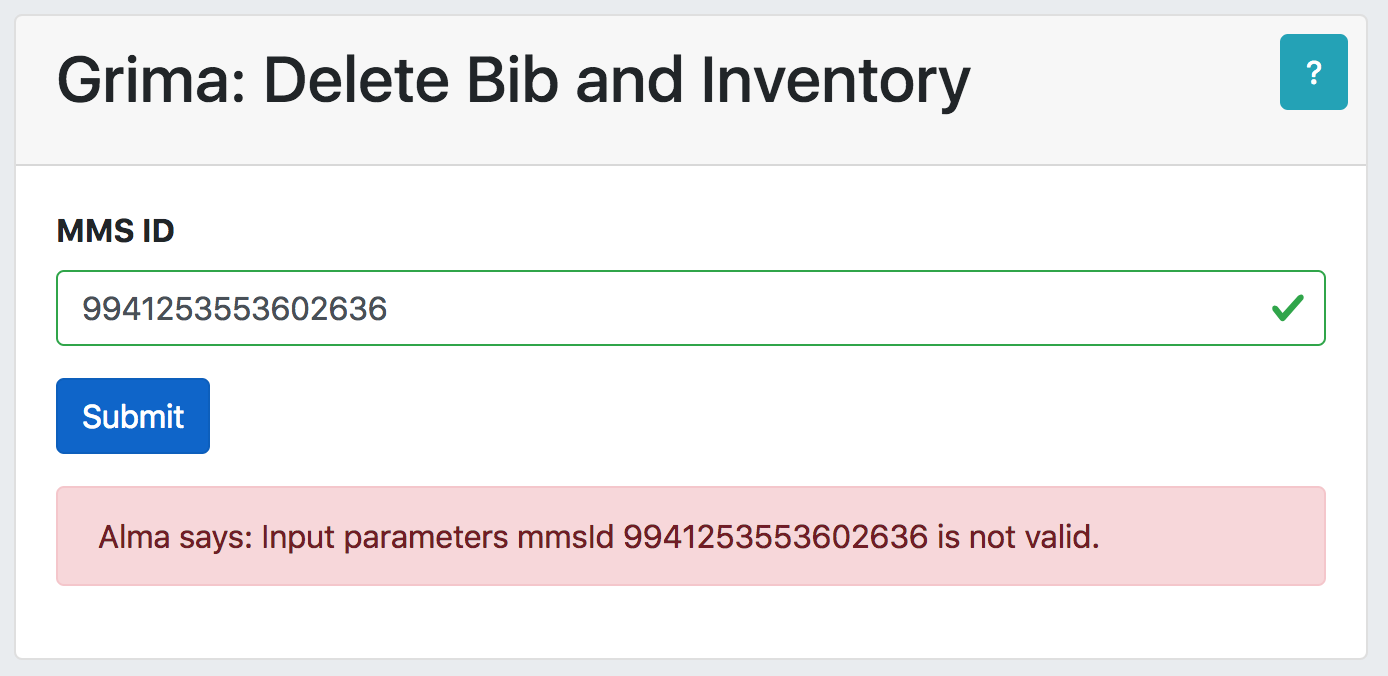 Grima: Delete Bib and Inventory
?
MMS ID
9941253553602636
Submit
Alma says: Input parameters mmsId 9941253553602636 is not valid.